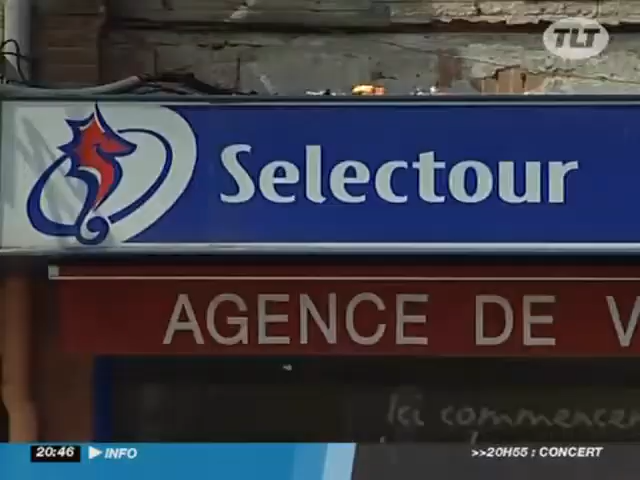 TLT
Selectour
AGENCE DE V
Ici commencen
20:46 INFO >>20H55 : CONCERT